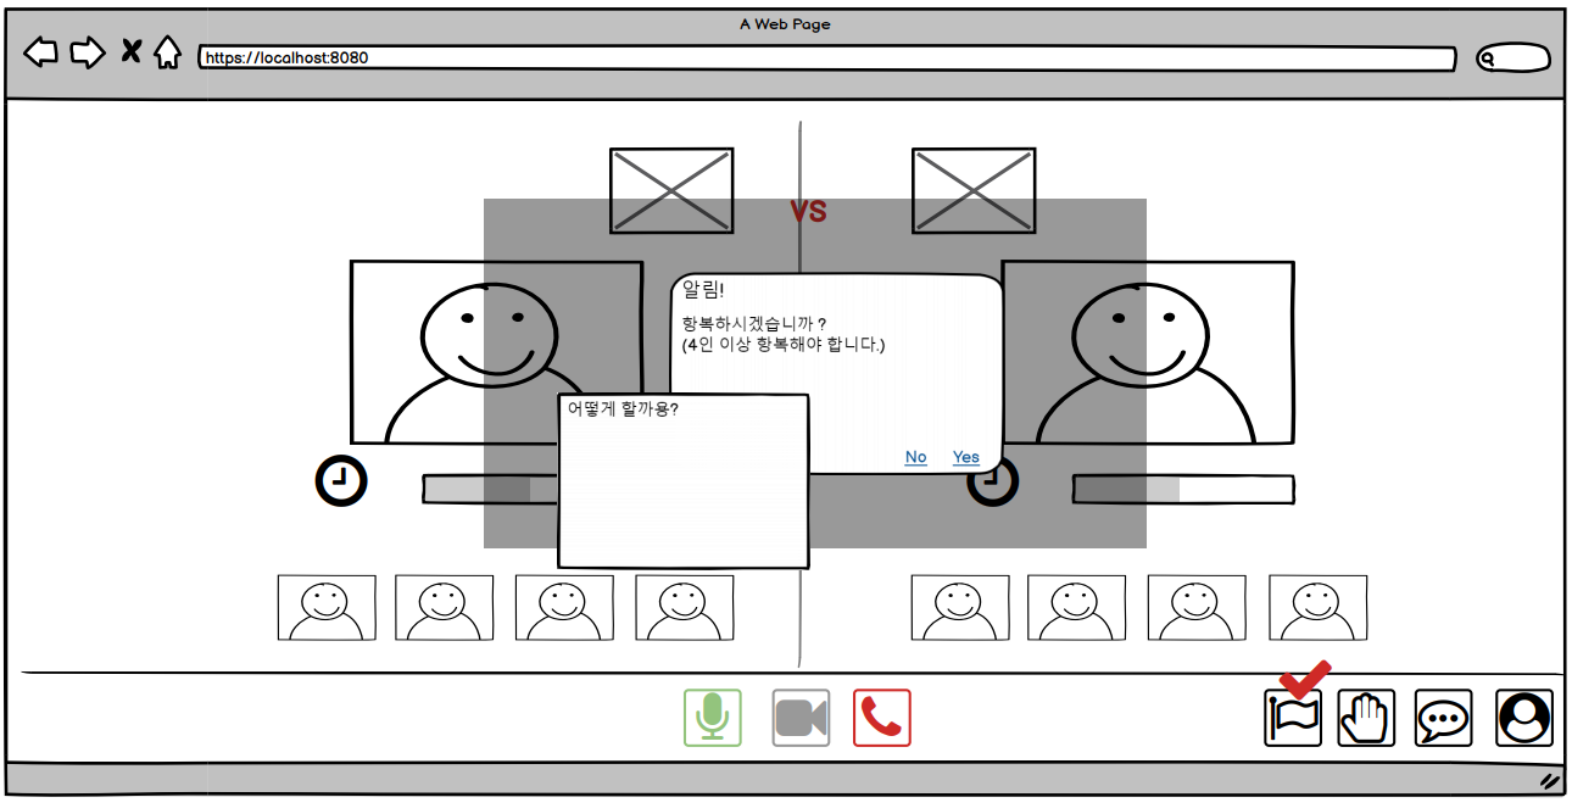 A Web Page
https://localhost:8080
VS
알림!
항복하시겠습니까 ?
(4인 이상 항복해야 합니다.)
어떻게 할까용?
No Yes